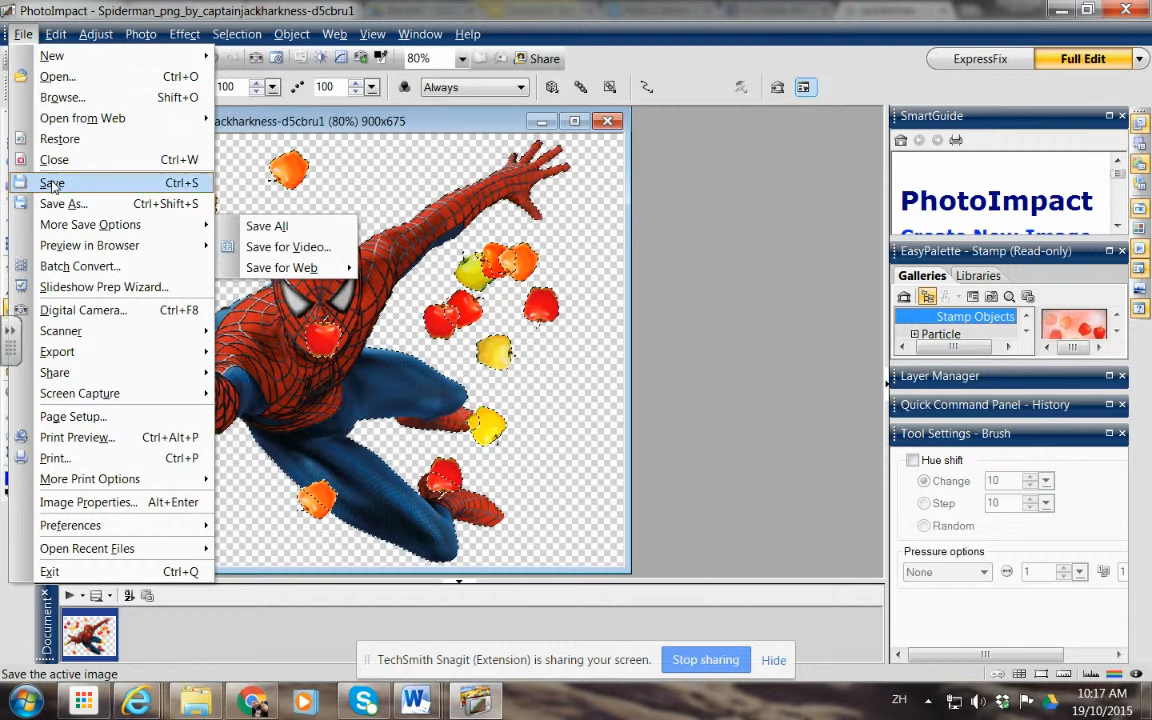 PhotoImpact - Spiderman_png_by_captainjackharkness-d5cbru1
File Edit Adjust Photo Effect Selection Object Web View Window Help
80% Share ExpressFix Full Edit
100 100 Always
jackharkness-d5cbru1 (80%) 900x675
New
Open... Ctrl+O
Browse... Shift+O
Open from Web
Restore
Close Ctrl+W
Save Ctrl+S
Save As... Ctrl+Shift+S
More Save Options
Preview in Browser
Batch Convert...
Slideshow Prep Wizard...
Digital Camera... Ctrl+F8
Scanner
Export
Share
Screen Capture
Page Setup...
Print Preview... Ctrl+Alt+P
Print... Ctrl+P
More Print Options
Image Properties... Alt+Enter
Preferences
Open Recent Files
Exit Ctrl+Q
Save All
Save for Video...
Save for Web
SmartGuide
PhotoImpact
Create New Image
EasyPalette - Stamp (Read-only)
Galleries Libraries
Stamp Objects
Particle
Layer Manager
Quick Command Panel - History
Tool Settings - Brush
Hue shift
Change 10
Step 10
Random
Pressure options
None 1 1
Document
TechSmith Snagit (Extension) is sharing your screen. Stop sharing Hide
Save the active image
ZH 10:17 AM
19/10/2015